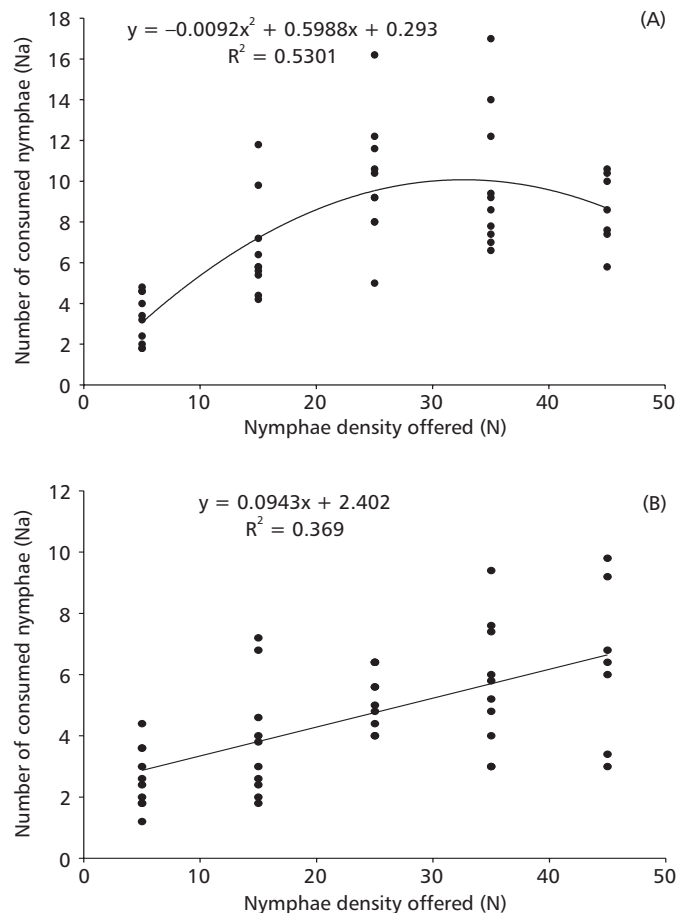 (A)
y = –0.0092x² + 0.5988x + 0.293
R² = 0.5301
Number of consumed nymphae (Na)
18
16
14
12
10
8
6
4
2
0
0 10 20 30 40 50
Nymphae density offered (N)
(B)
y = 0.0943x + 2.402
R² = 0.369
Number of consumed nymphae (Na)
12
10
8
6
4
2
0
0 10 20 30 40 50
Nymphae density offered (N)